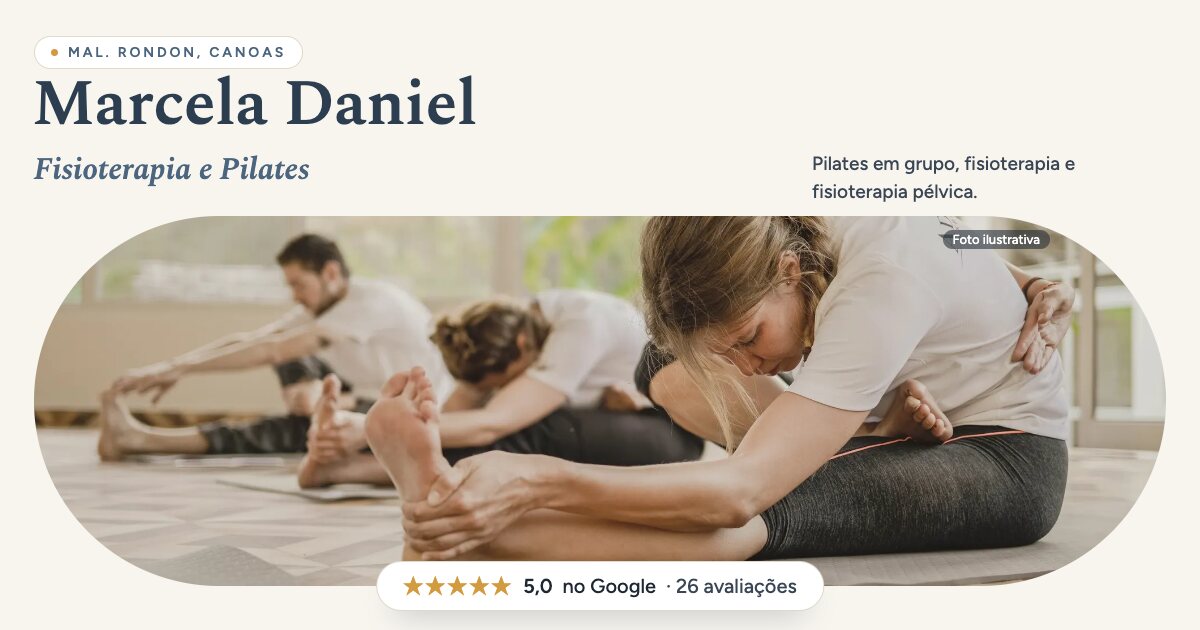 MAL. RONDON, CANOAS
Marcela Daniel
Fisioterapia e Pilates
Pilates em grupo, fisioterapia e
fisioterapia pélvica.
Foto ilustrativa
★★★★★ 5,0 no Google · 26 avaliações